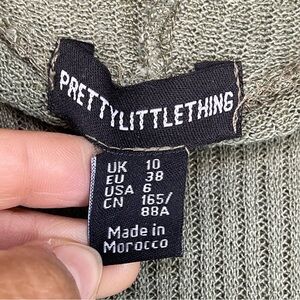 PRETTYLITTLETHING
UK 10
EU 38
USA 6
CN 165/
88A
Made in
Morocco